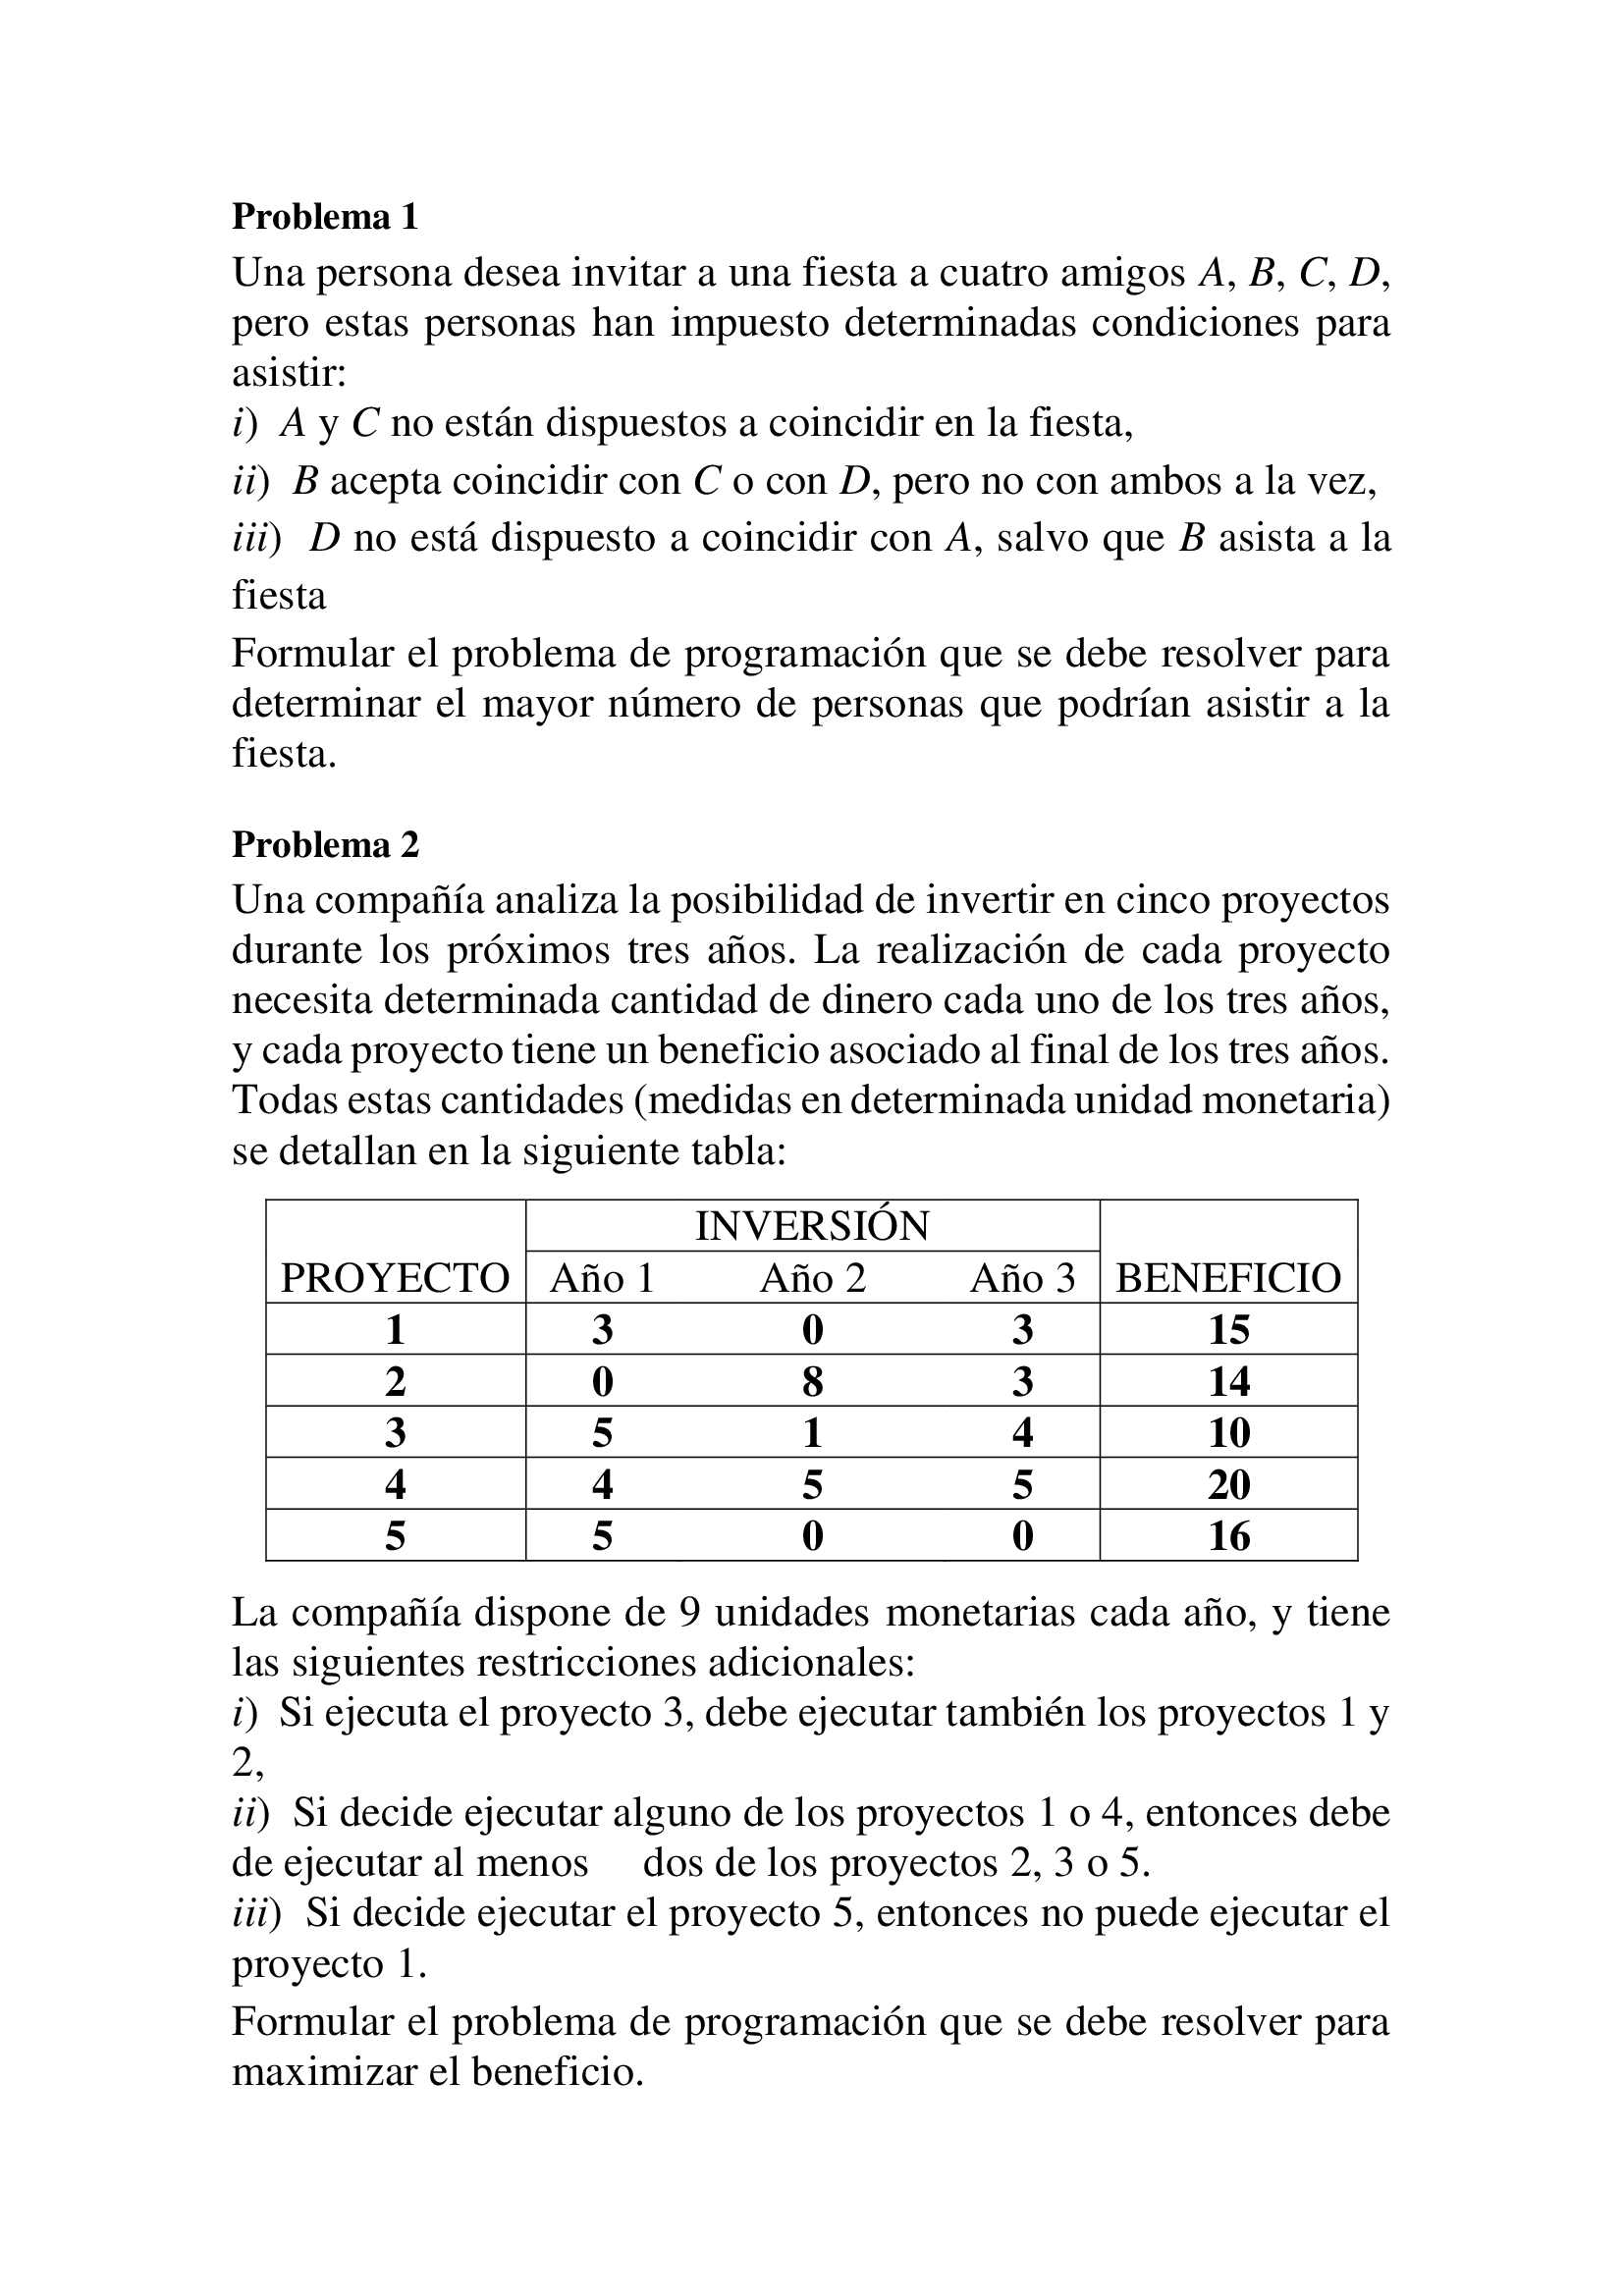 Problema 1
Una persona desea invitar a una fiesta a cuatro amigos A, B, C, D,
pero estas personas han impuesto determinadas condiciones para
asistir:
i) A y C no están dispuestos a coincidir en la fiesta,
ii) B acepta coincidir con C o con D, pero no con ambos a la vez,
iii) D no está dispuesto a coincidir con A, salvo que B asista a la
fiesta
Formular el problema de programación que se debe resolver para
determinar el mayor número de personas que podrían asistir a la
fiesta.
Problema 2
Una compañía analiza la posibilidad de invertir en cinco proyectos
durante los próximos tres años. La realización de cada proyecto
necesita determinada cantidad de dinero cada uno de los tres años,
y cada proyecto tiene un beneficio asociado al final de los tres años.
Todas estas cantidades (medidas en determinada unidad monetaria)
se detallan en la siguiente tabla:
INVERSIÓN
PROYECTO Año 1 Año 2 Año 3 BENEFICIO
1 3 0 3 15
2 0 8 3 14
3 5 1 4 10
4 4 5 5 20
5 5 0 0 16
La compañía dispone de 9 unidades monetarias cada año, y tiene
las siguientes restricciones adicionales:
i) Si ejecuta el proyecto 3, debe ejecutar también los proyectos 1 y
2,
ii) Si decide ejecutar alguno de los proyectos 1 o 4, entonces debe
de ejecutar al menos dos de los proyectos 2, 3 o 5.
iii) Si decide ejecutar el proyecto 5, entonces no puede ejecutar el
proyecto 1.
Formular el problema de programación que se debe resolver para
maximizar el beneficio.